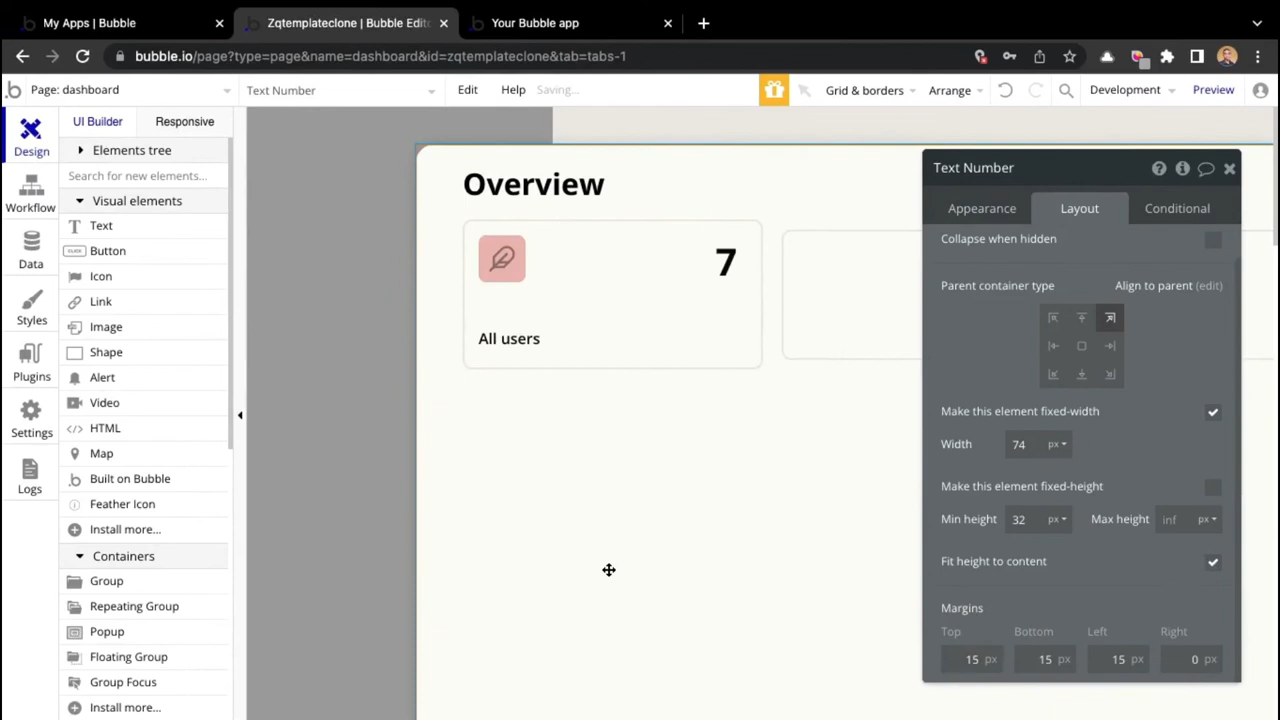 My Apps | Bubble
Zqtemplateclone | Bubble Edito
Your Bubble app
bubble.io/page?type=page&name=dashboard&id=zqtemplateclone&tab=tabs-1
Page: dashboard
Text Number
Edit
Help
Saving...
Grid & borders
Arrange
Development
Preview
Design
Workflow
Data
Styles
Plugins
Settings
Logs
UI Builder
Responsive
Elements tree
Search for new elements...
Visual elements
Text
CLICK
Button
Icon
Link
Image
Shape
Alert
Video
HTML
Map
Built on Bubble
Feather Icon
Install more...
Containers
Group
Repeating Group
Popup
Floating Group
Group Focus
Install more...
Overview
7
All users
Text Number
Appearance
Layout
Conditional
Collapse when hidden
Parent container type
Align to parent (edit)
Make this element fixed-width
Width
74 px
Make this element fixed-height
Min height
32 px
Max height
inf px
Fit height to content
Margins
Top
Bottom
Left
Right
15 px
15 px
15 px
0 px